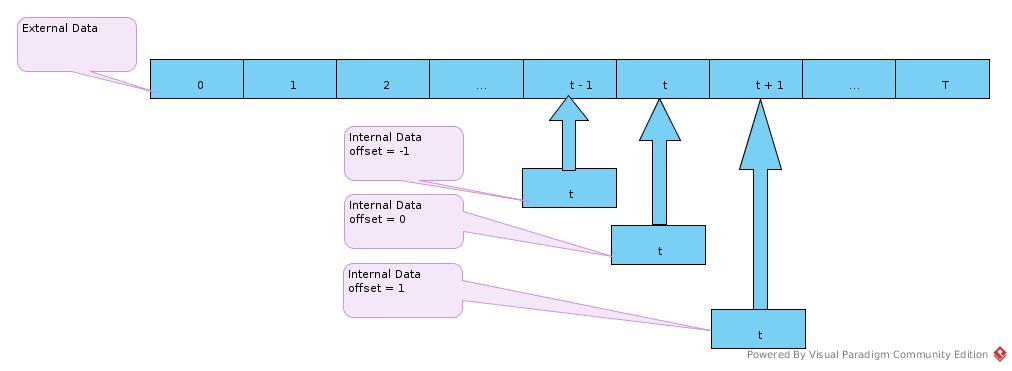 External Data
0 1 2 ... t - 1 t t + 1 ... T
Internal Data
offset = -1
t
Internal Data
offset = 0
t
Internal Data
offset = 1
t
Powered By Visual Paradigm Community Edition